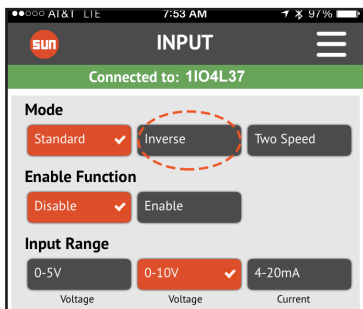 ●●○○○ AT&T LTE 7:53 AM 97%
sun INPUT
Connected to: 1IO4L37
Mode
Standard Inverse Two Speed
Enable Function
Disable Enable
Input Range
0-5V 0-10V 4-20mA
Voltage Voltage Current